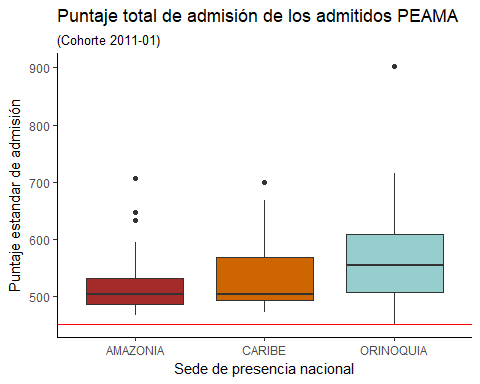 Puntaje total de admisión de los admitidos PEAMA
(Cohorte 2011-01)
Puntaje estandar de admisión
900
800
700
600
500
AMAZONIA
CARIBE
ORINOQUIA
Sede de presencia nacional